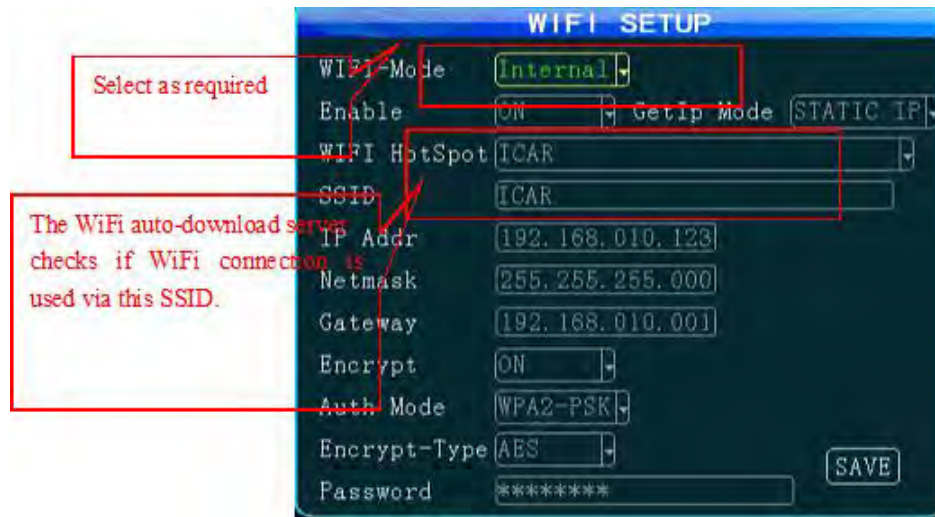 WIFI SETUP
Select as required
WIFI-Mode Internal
Enable ON GetIp Mode STATIC IP
WIFI HotSpot ICAR
SSID ICAR
The WiFi auto-download server
checks if WiFi connection is
used via this SSID.
IP Addr 192.168.010.123
Netmask 255.255.255.000
Gateway 192.168.010.001
Encrypt ON
Auth Mode WPA2-PSK
Encrypt-Type AES
SAVE
Password ********